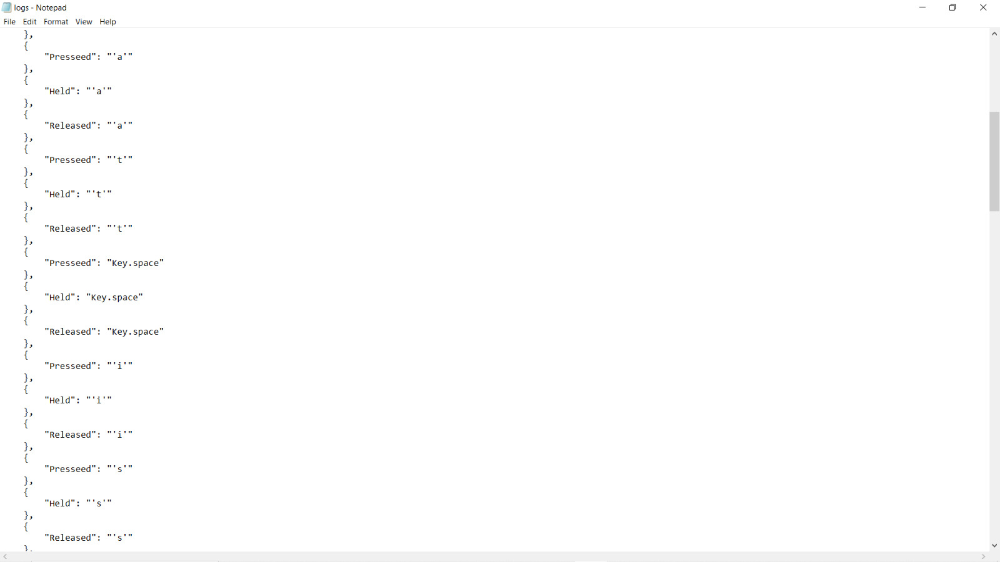 logs - Notepad
File Edit Format View Help
},
{
"Presseed": "'a'"
},
{
"Held": "'a'"
},
{
"Released": "'a'"
},
{
"Presseed": "'t'"
},
{
"Held": "'t'"
},
{
"Released": "'t'"
},
{
"Presseed": "Key.space"
},
{
"Held": "Key.space"
},
{
"Released": "Key.space"
},
{
"Presseed": "'i'"
},
{
"Held": "'i'"
},
{
"Released": "'i'"
},
{
"Presseed": "'s'"
},
{
"Held": "'s'"
},
{
"Released": "'s'"
},